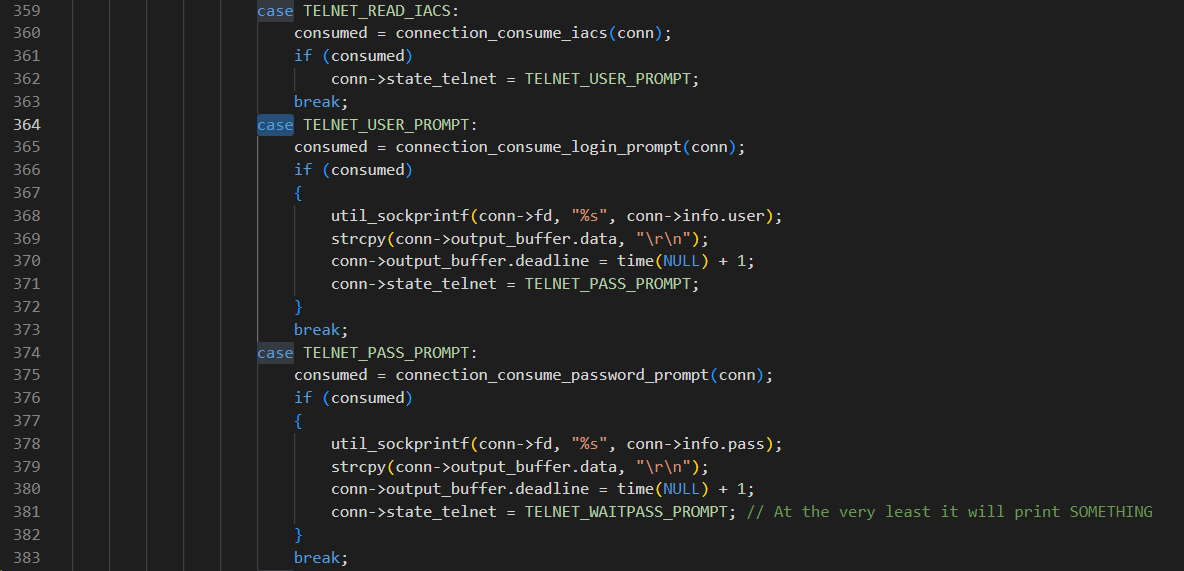 359 case TELNET_READ_IACS:
360 consumed = connection_consume_iacs(conn);
361 if (consumed)
362 conn->state_telnet = TELNET_USER_PROMPT;
363 break;
364 case TELNET_USER_PROMPT:
365 consumed = connection_consume_login_prompt(conn);
366 if (consumed)
367 {
368 util_sockprintf(conn->fd, "%s", conn->info.user);
369 strcpy(conn->output_buffer.data, "\r\n");
370 conn->output_buffer.deadline = time(NULL) + 1;
371 conn->state_telnet = TELNET_PASS_PROMPT;
372 }
373 break;
374 case TELNET_PASS_PROMPT:
375 consumed = connection_consume_password_prompt(conn);
376 if (consumed)
377 {
378 util_sockprintf(conn->fd, "%s", conn->info.pass);
379 strcpy(conn->output_buffer.data, "\r\n");
380 conn->output_buffer.deadline = time(NULL) + 1;
381 conn->state_telnet = TELNET_WAITPASS_PROMPT; // At the very least it will print SOMETHING
382 }
383 break;